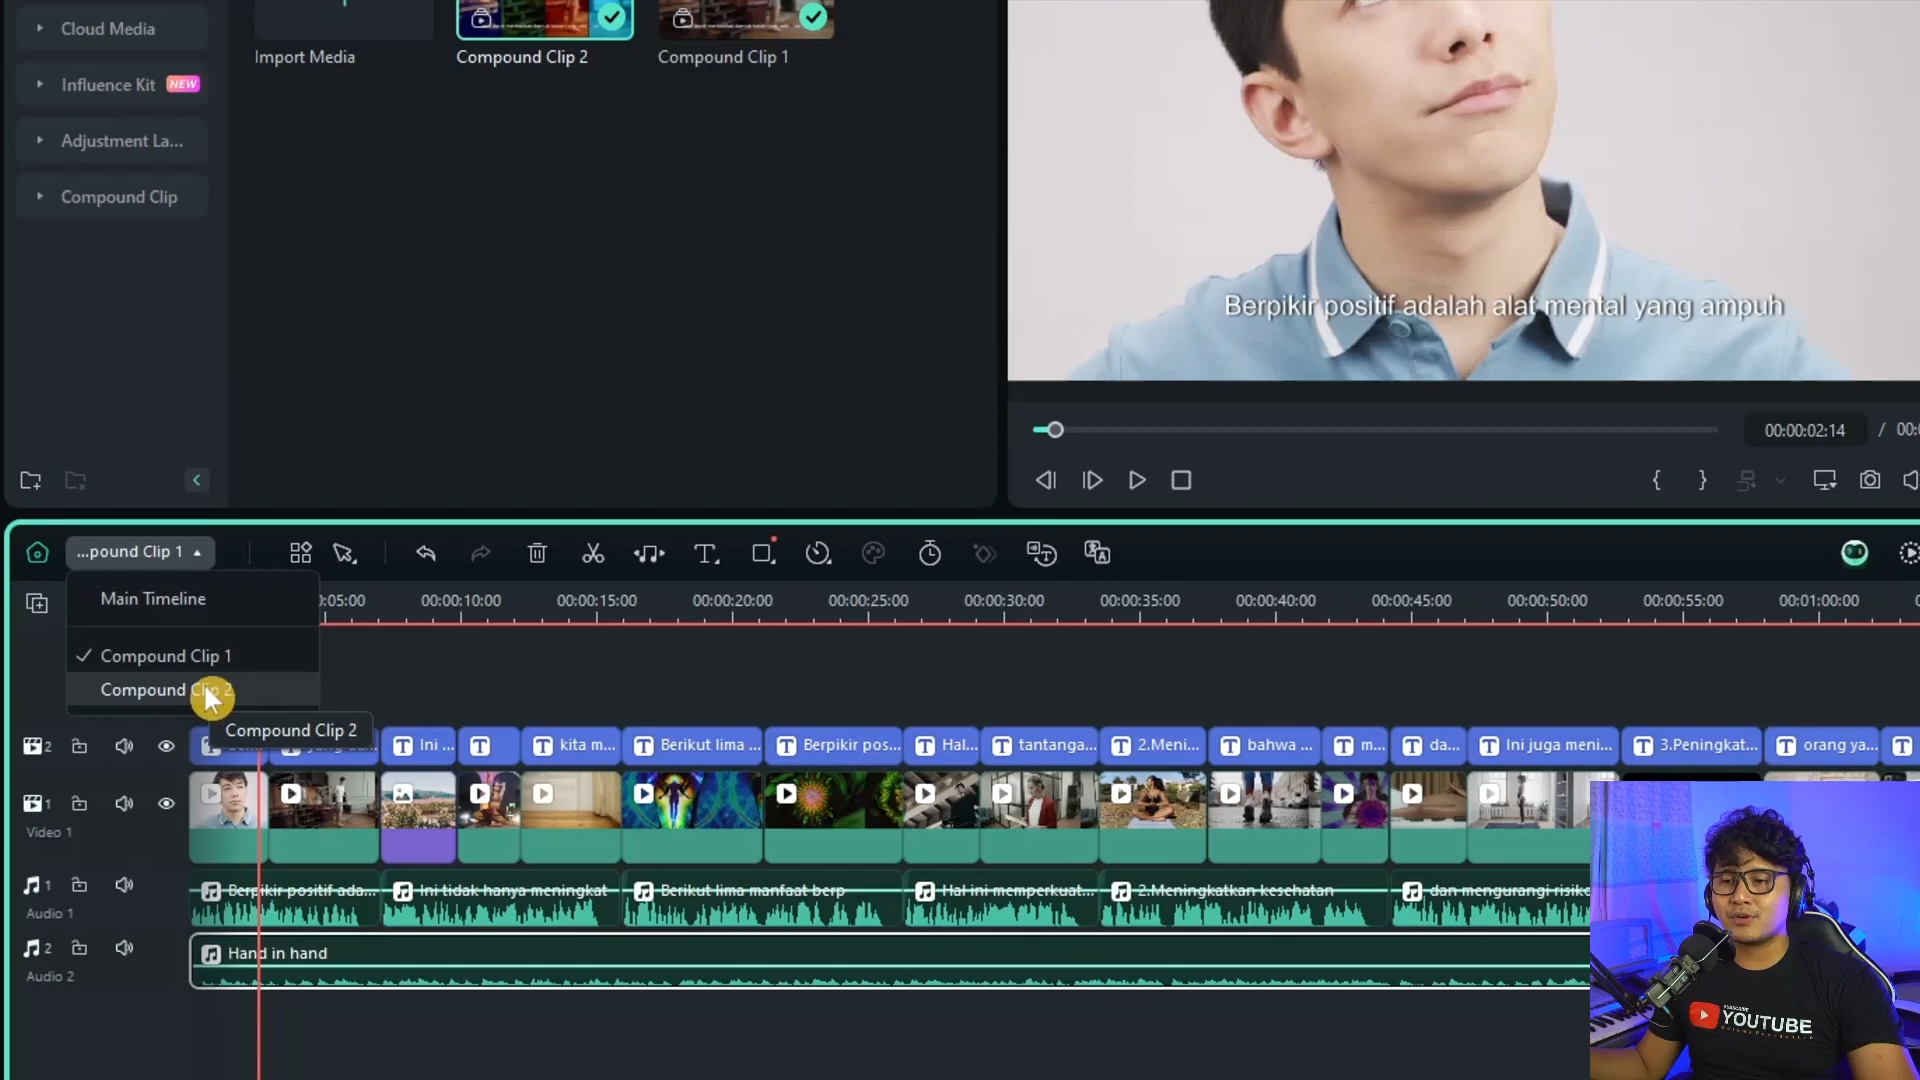 Cloud Media
Influence Kit NEW
Adjustment La...
Compound Clip
Import Media
Compound Clip 2
Compound Clip 1
Berpikir positif adalah alat mental yang ampuh
00:00:02:14 / 00:
...pound Clip 1
Main Timeline
Compound Clip 1
Compound Clip 2
Compound Clip 2
:05:00
00:00:10:00
00:00:15:00
00:00:20:00
00:00:25:00
00:00:30:00
00:00:35:00
00:00:40:00
00:00:45:00
00:00:50:00
00:00:55:00
00:01:00:00
2
Ini ...
kita m...
Berikut lima ...
Berpikir pos...
Hal...
tantanga...
2.Meni...
bahwa ...
m...
da...
Ini juga meni...
3.Peningkat...
orang ya...
1
Video 1
1
Audio 1
Berpikir positif ada...
Ini tidak hanya meningkat
Berikut lima manfaat berp
Hal ini memperkuat...
2.Meningkatkan kesehatan
dan mengurangi risiko
2
Audio 2
Hand in hand
SUBSCRIBE
YOUTUBE